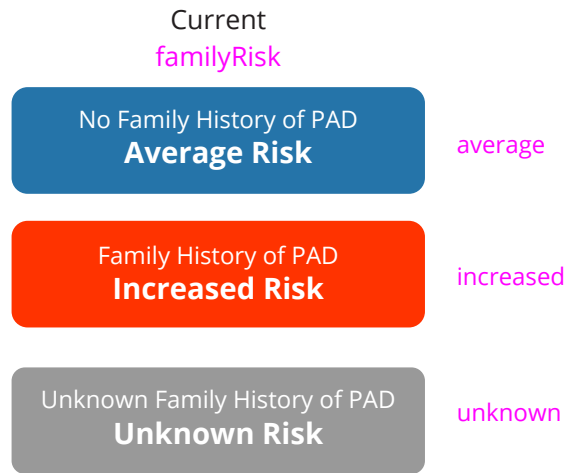 Current
familyRisk
No Family History of PAD
Average Risk
average
Family History of PAD
Increased Risk
increased
Unknown Family History of PAD
Unknown Risk
unknown